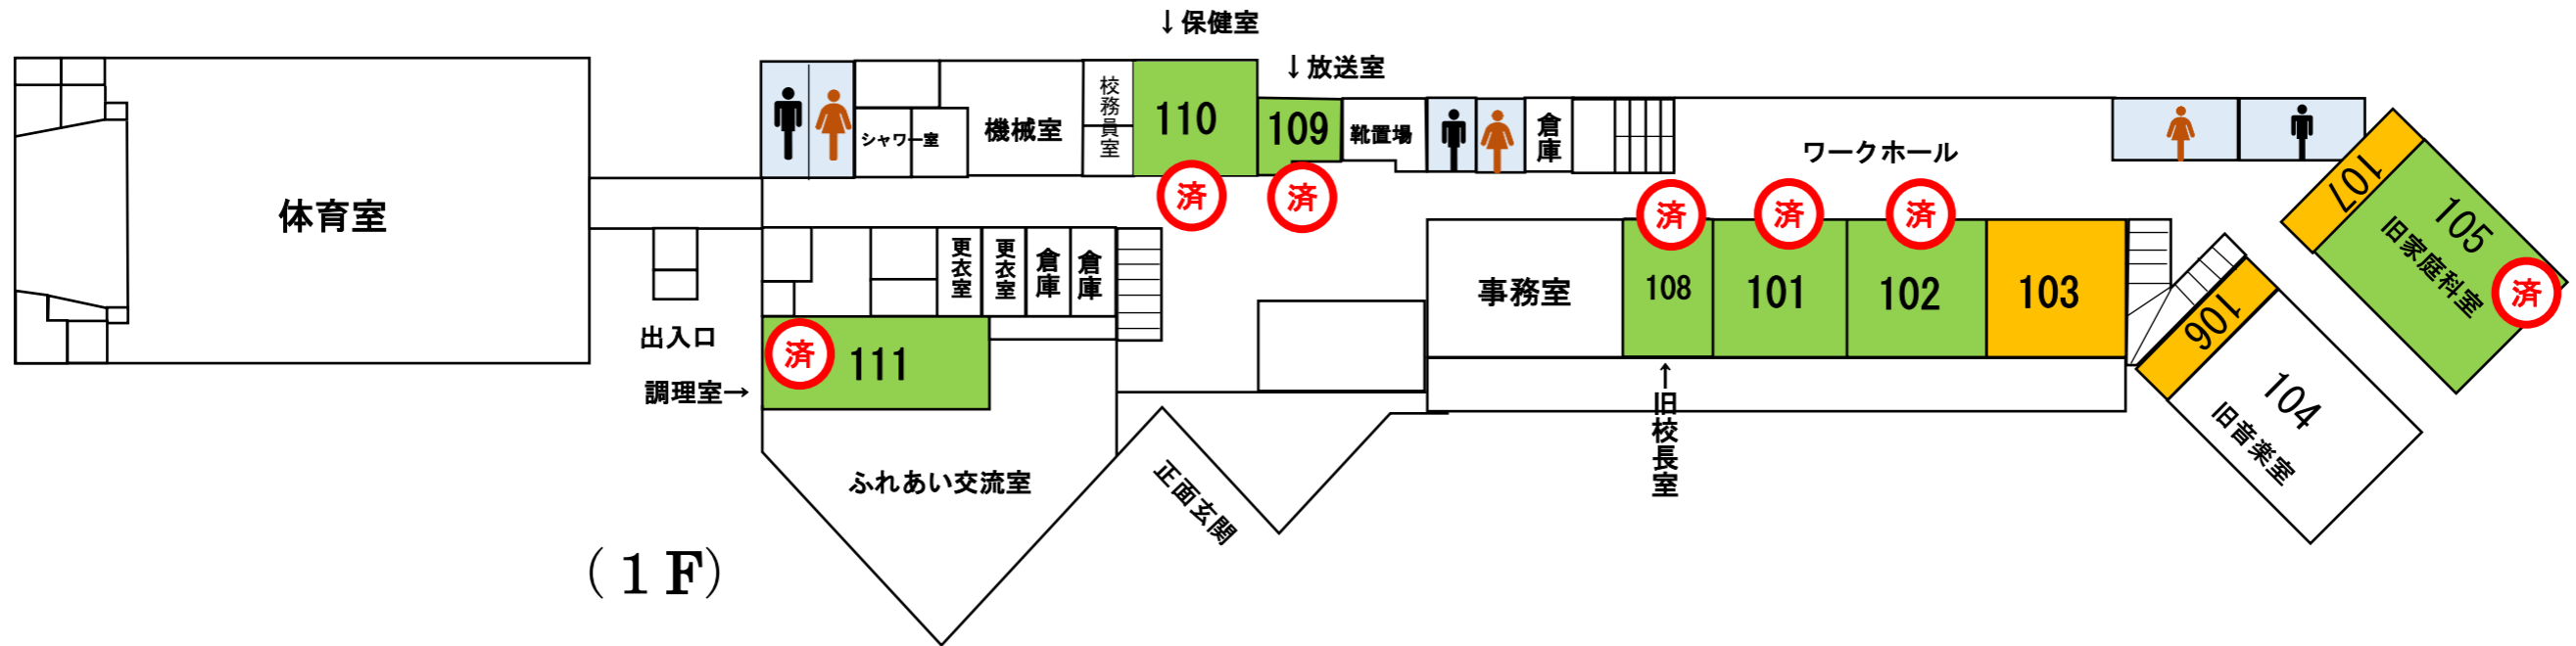 ↓保健室
↓放送室
体育室
シャワー室
機械室
校務員室
110
済
109
済
靴置場
倉庫
ワークホール
107
105
旧家庭科室
済
更衣室
更衣室
倉庫
倉庫
出入口
調理室→
済
111
ふれあい交流室
正面玄関
事務室
済
108
↑旧校長室
済
101
済
102
103
106
104
旧音楽室
(1F)